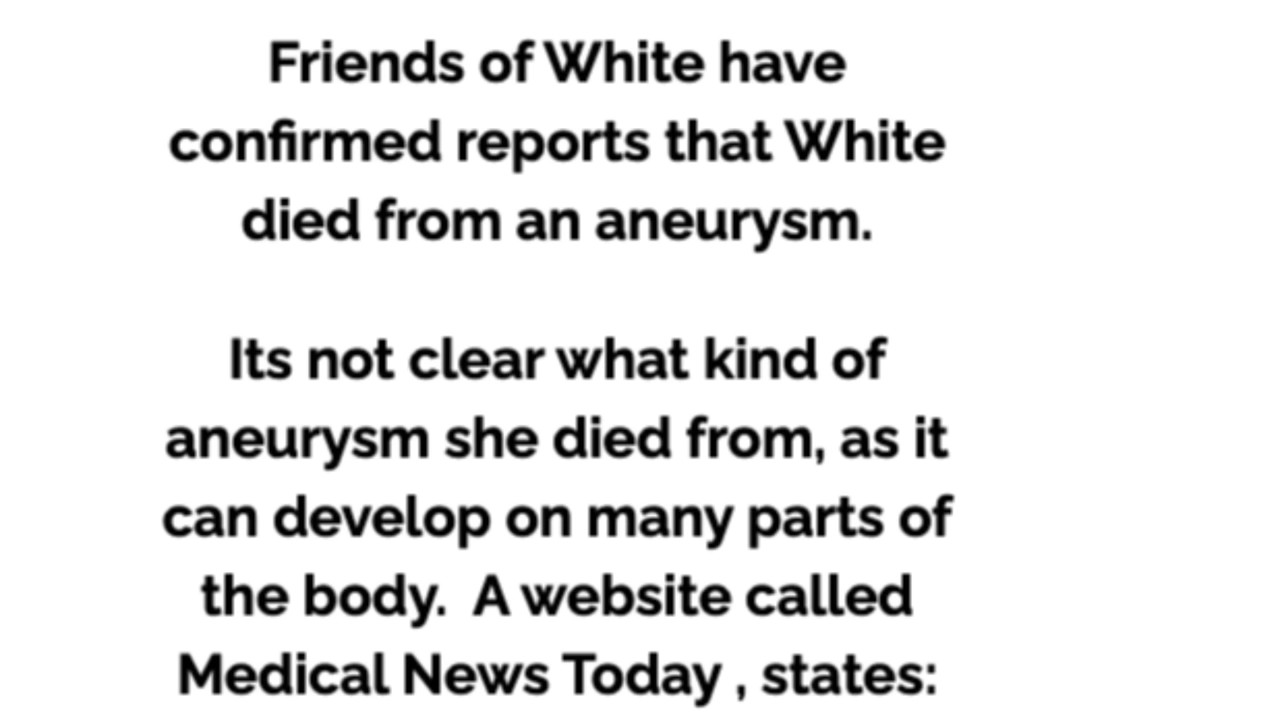 Friends of White have
confirmed reports that White
died from an aneurysm.
Its not clear what kind of
aneurysm she died from, as it
can develop on many parts of
the body.  A website called
Medical News Today , states: